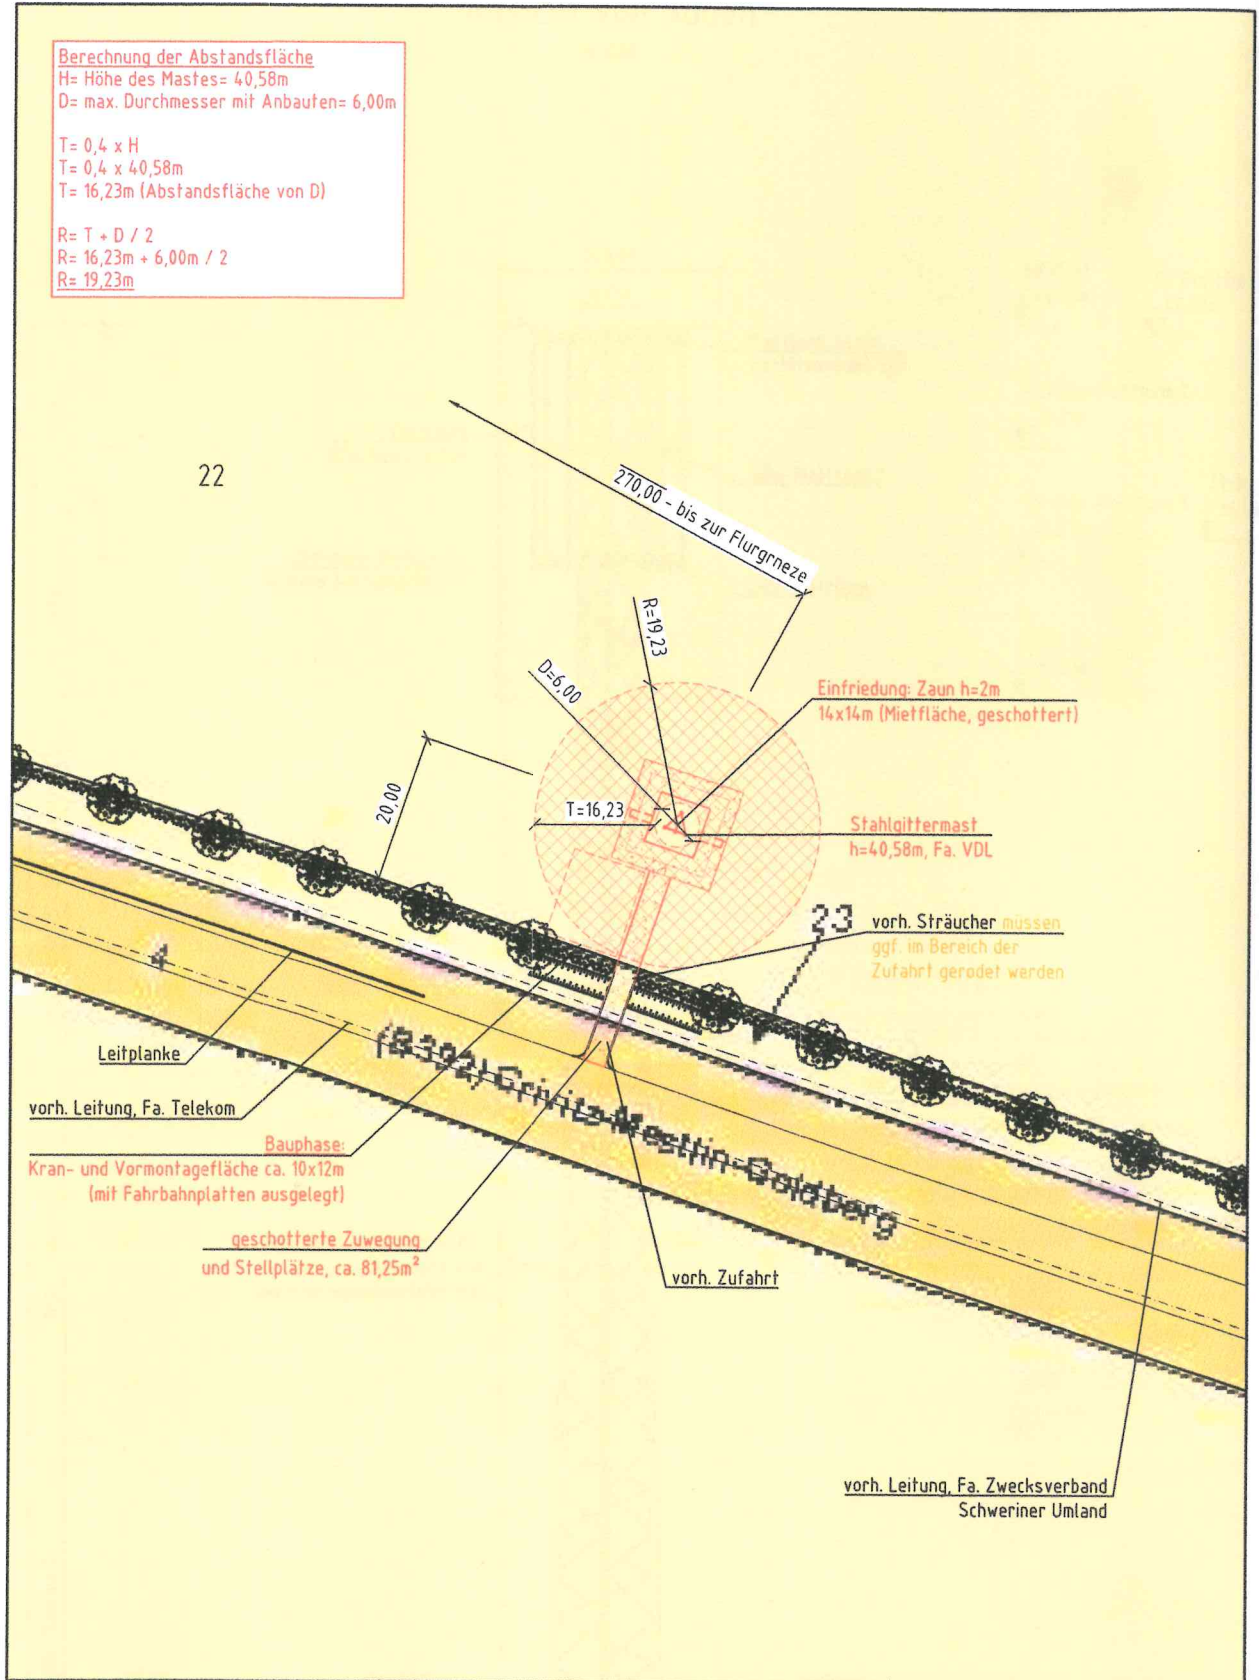 Berechnung der Abstandsfläche
H= Höhe des Mastes= 40,58m
D= max. Durchmesser mit Anbauten= 6,00m
T= 0,4 x H
T= 0,4 x 40,58m
T= 16,23m (Abstandsfläche von D)
R= T + D / 2
R= 16,23m + 6,00m / 2
R= 19,23m
22
270,00 - bis zur Flurgrneze
R=19,23
D=6,00
Einfriedung: Zaun h=2m
14x14m (Mietfläche, geschottert)
20,00
T=16,23
Stahlgittermast
h=40,58m, Fa. VDL
23
vorh. Sträucher müssen
ggf. im Bereich der
Zufahrt gerodet werden
4
Leitplanke
(B392) Crivitz-Mestlin-Goldberg
vorh. Leitung, Fa. Telekom
Bauphase:
Kran- und Vormontagefläche ca. 10x12m
(mit Fahrbahnplatten ausgelegt)
geschotterte Zuwegung
und Stellplätze, ca. 81,25m²
vorh. Zufahrt
vorh. Leitung, Fa. Zwecksverband
Schweriner Umland